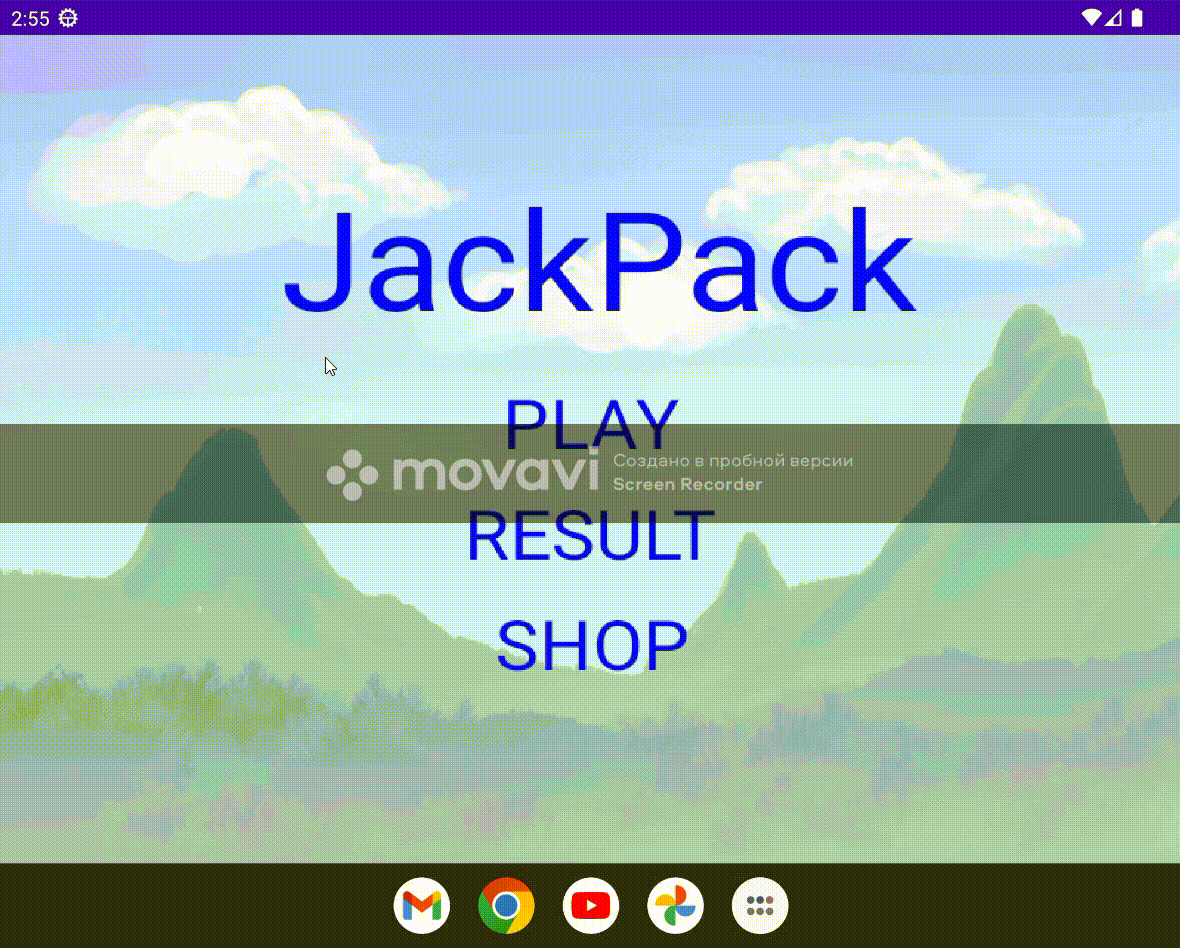 2:55
JackPack
PLAY
movavi
Создано в пробной версии
Screen Recorder
RESULT
SHOP